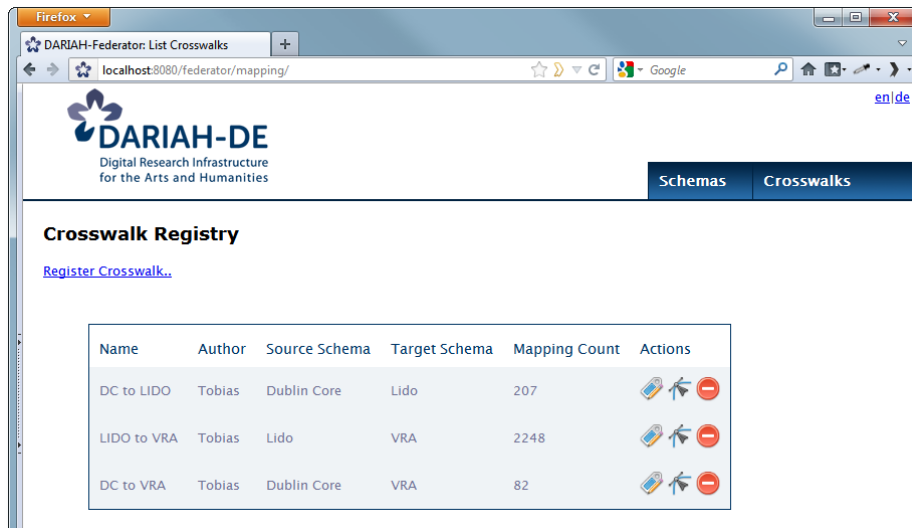 Firefox
DARIAH-Federator: List Crosswalks
localhost:8080/federator/mapping/
Google
en|de
DARIAH-DE
Digital Research Infrastructure
for the Arts and Humanities
Schemas Crosswalks
Crosswalk Registry
Register Crosswalk..
Name Author Source Schema Target Schema Mapping Count Actions
DC to LIDO Tobias Dublin Core Lido 207
LIDO to VRA Tobias Lido VRA 2248
DC to VRA Tobias Dublin Core VRA 82